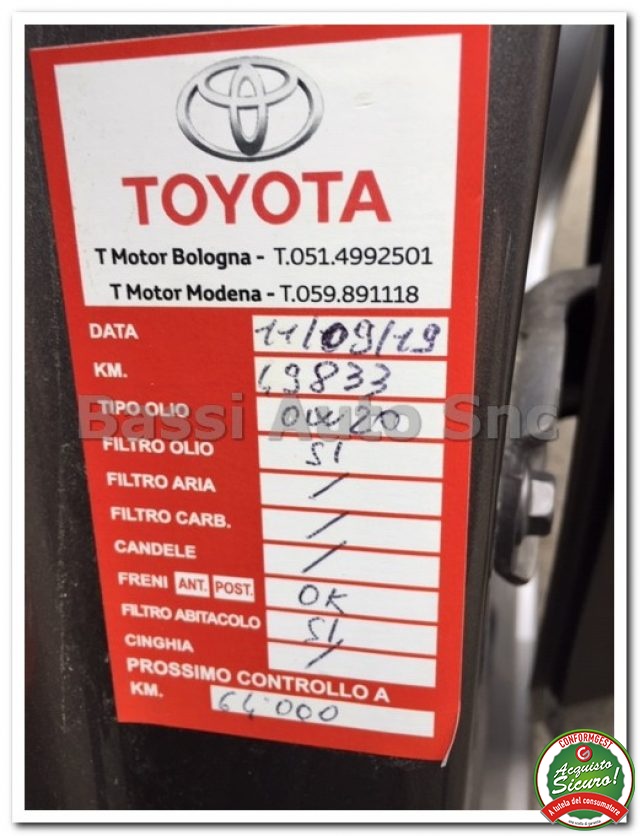 TOYOTA
T Motor Bologna - T.051.4992501
T Motor Modena - T.059.891118
DATA 11/09/19
KM. 49833
TIPO OLIO 0W20
Bassi Auto Snc
FILTRO OLIO SI
FILTRO ARIA /
FILTRO CARB. /
CANDELE /
FRENI ANT. POST. OK
FILTRO ABITACOLO SI
CINGHIA /
PROSSIMO CONTROLLO A
KM. 64.000
CONFORMGEST
Acquisto
Sicuro!
A tutela del consumatore